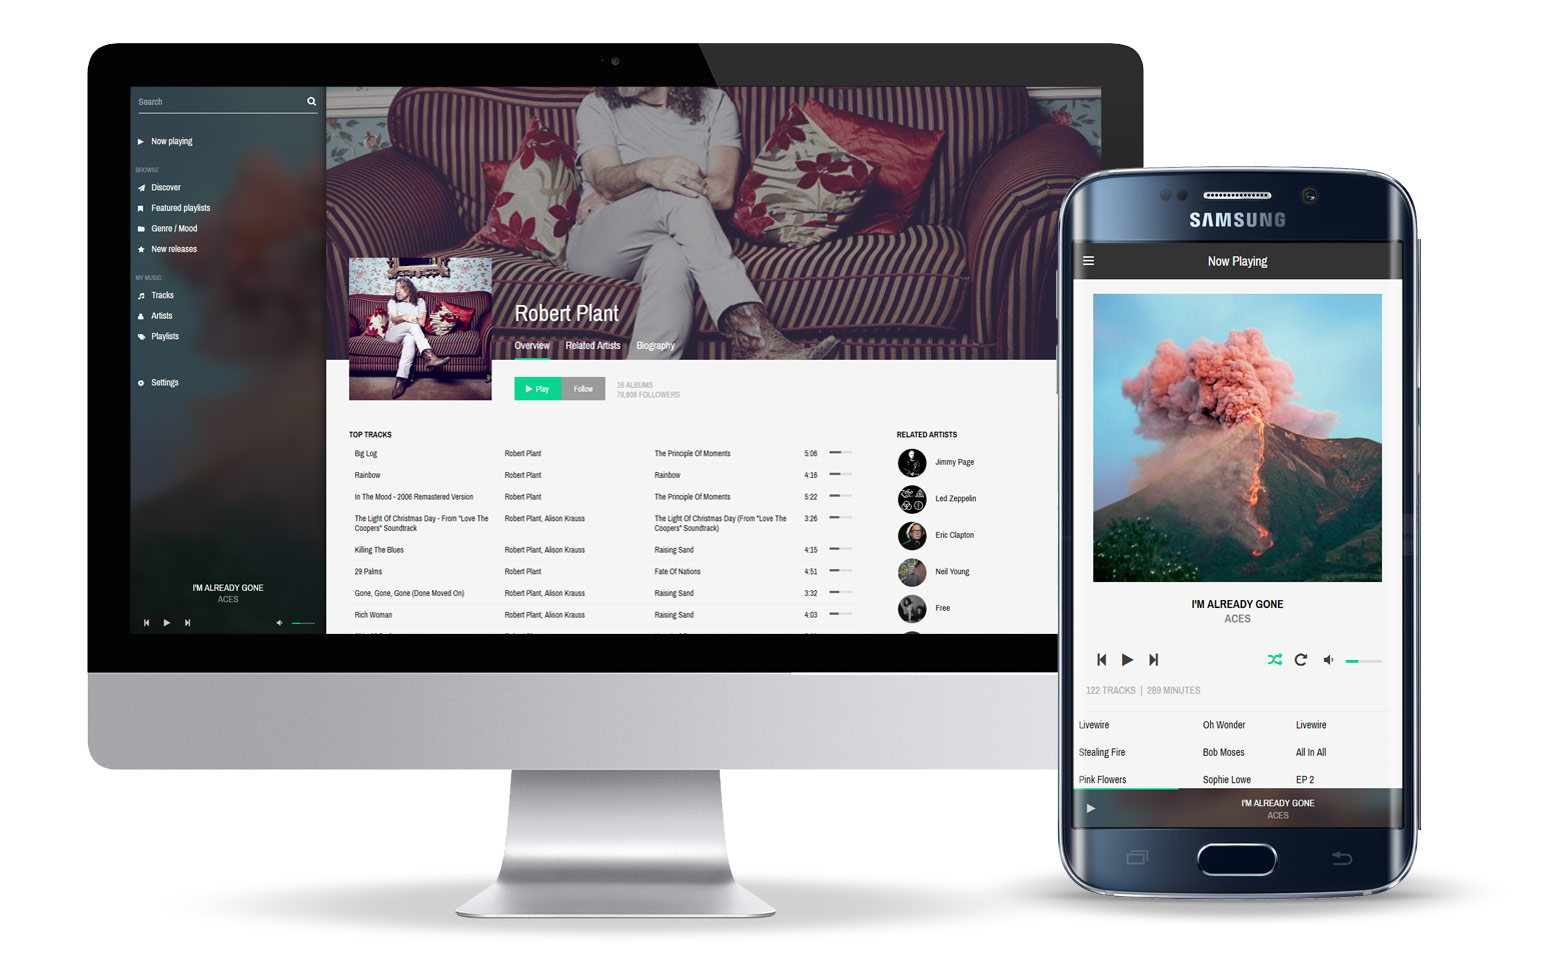 Search
Now playing
BROWSE
Discover
Featured playlists
Genre / Mood
New releases
MY MUSIC
Tracks
Artists
Playlists
Settings
I'M ALREADY GONE
ACES
Robert Plant
Overview Related Artists Biography
Play Follow
16 ALBUMS
76,608 FOLLOWERS
TOP TRACKS
Big Log Robert Plant The Principle Of Moments 5:06
Rainbow Robert Plant Rainbow 4:16
In The Mood - 2006 Remastered Version Robert Plant The Principle Of Moments 5:22
The Light Of Christmas Day - From "Love The Coopers" Soundtrack Robert Plant, Alison Krauss The Light Of Christmas Day (From "Love The Coopers" Soundtrack) 3:26
Killing The Blues Robert Plant, Alison Krauss Raising Sand 4:15
29 Palms Robert Plant Fate Of Nations 4:51
Gone, Gone, Gone (Done Moved On) Robert Plant, Alison Krauss Raising Sand 3:32
Rich Woman Robert Plant, Alison Krauss Raising Sand 4:03
RELATED ARTISTS
Jimmy Page
Led Zeppelin
Eric Clapton
Neil Young
Free
SAMSUNG
Now Playing
I'M ALREADY GONE
ACES
122 TRACKS | 289 MINUTES
Livewire Oh Wonder Livewire
Stealing Fire Bob Moses All In All
Pink Flowers Sophie Lowe EP 2
I'M ALREADY GONE
ACES